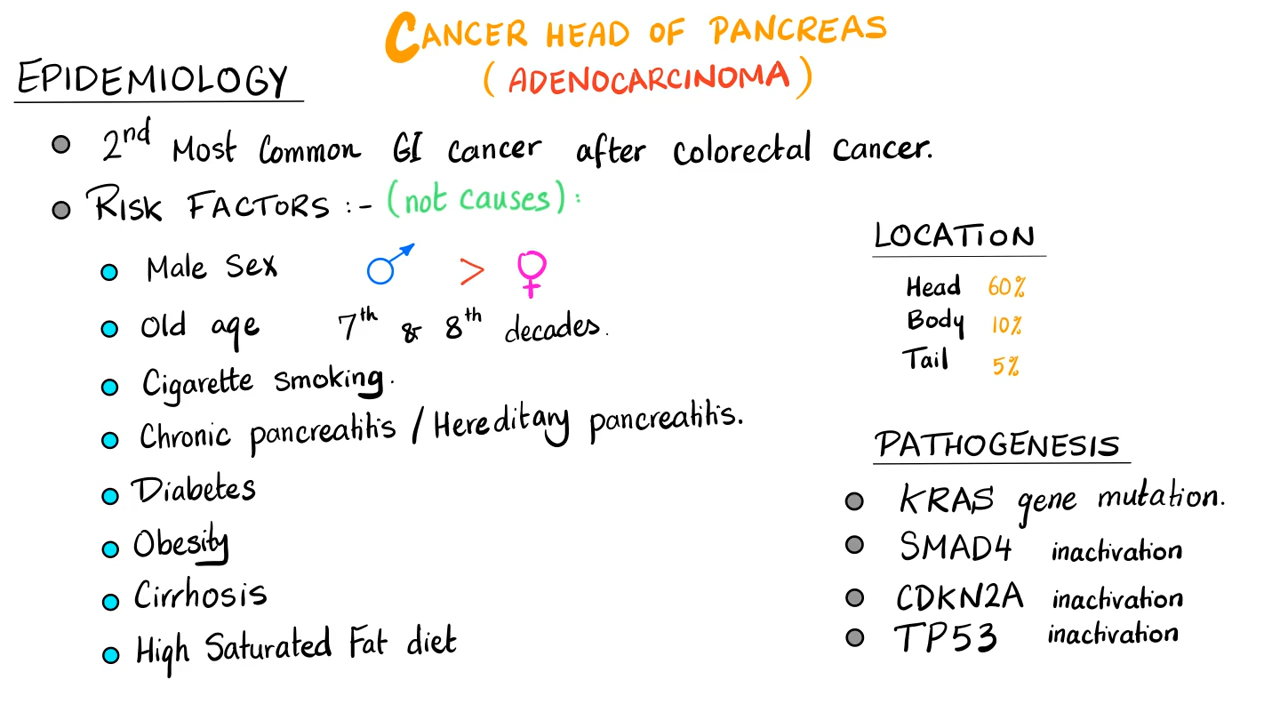 CANCER HEAD OF PANCREAS
(ADENOCARCINOMA)
EPIDEMIOLOGY
2nd Most Common GI cancer after colorectal cancer.
RISK FACTORS :- (not causes) :
Male Sex ♂ > ♀
Old age 7th & 8th decades.
Cigarette smoking.
Chronic pancreatitis / Hereditary pancreatitis.
Diabetes
Obesity
Cirrhosis
High Saturated Fat diet
LOCATION
Head 60%
Body 10%
Tail 5%
PATHOGENESIS
KRAS gene mutation.
SMAD4 inactivation
CDKN2A inactivation
TP53 inactivation